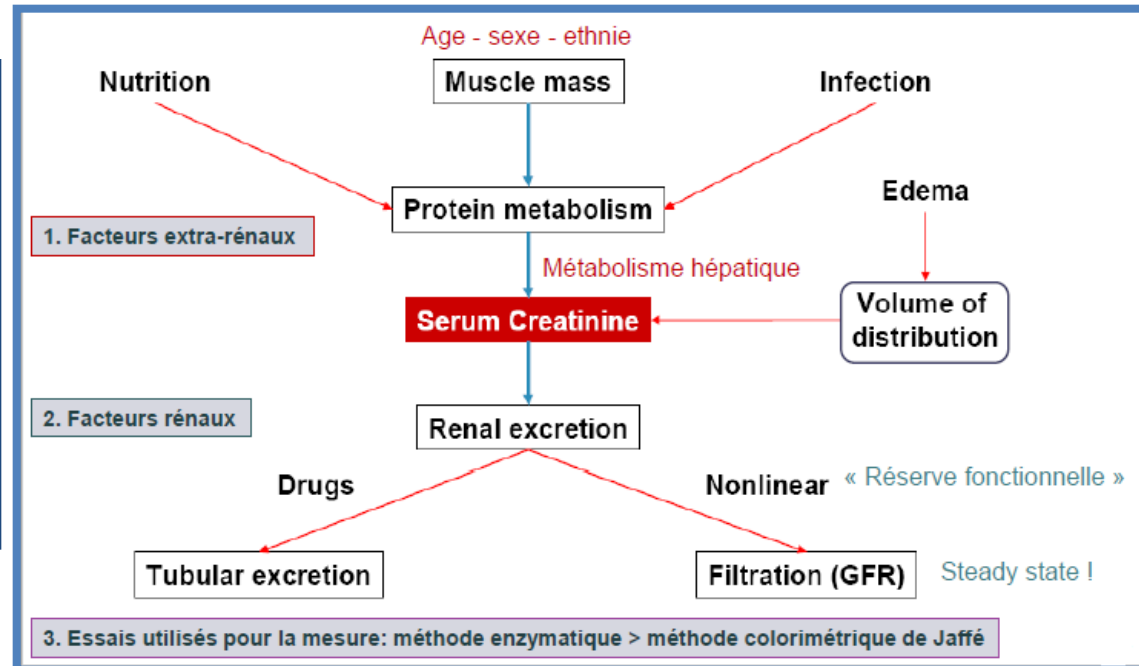 Age - sexe - ethnie
Nutrition
Muscle mass
Infection
Protein metabolism
Edema
1. Facteurs extra-rénaux
Métabolisme hépatique
Serum Creatinine
Volume of
distribution
2. Facteurs rénaux
Renal excretion
Drugs
Nonlinear
« Réserve fonctionnelle »
Tubular excretion
Filtration (GFR)
Steady state !
3. Essais utilisés pour la mesure: méthode enzymatique > méthode colorimétrique de Jaffé